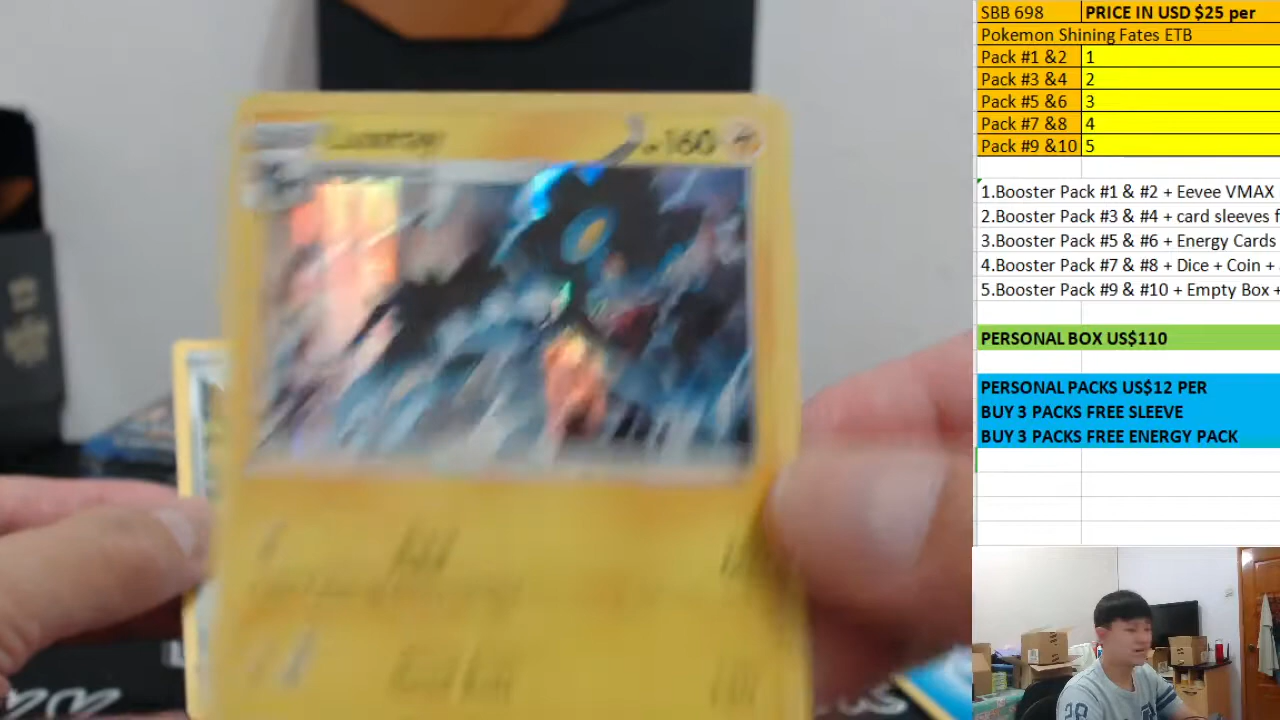 SBB 698 PRICE IN USD $25 per
Pokemon Shining Fates ETB
Pack #1 &2 1
Pack #3 &4 2
Pack #5 &6 3
Pack #7 &8 4
Pack #9 &10 5
1.Booster Pack #1 & #2 + Eevee VMAX
2.Booster Pack #3 & #4 + card sleeves f
3.Booster Pack #5 & #6 + Energy Cards
4.Booster Pack #7 & #8 + Dice + Coin +
5.Booster Pack #9 & #10 + Empty Box +
PERSONAL BOX US$110
PERSONAL PACKS US$12 PER
BUY 3 PACKS FREE SLEEVE
BUY 3 PACKS FREE ENERGY PACK
Luxray 160
28